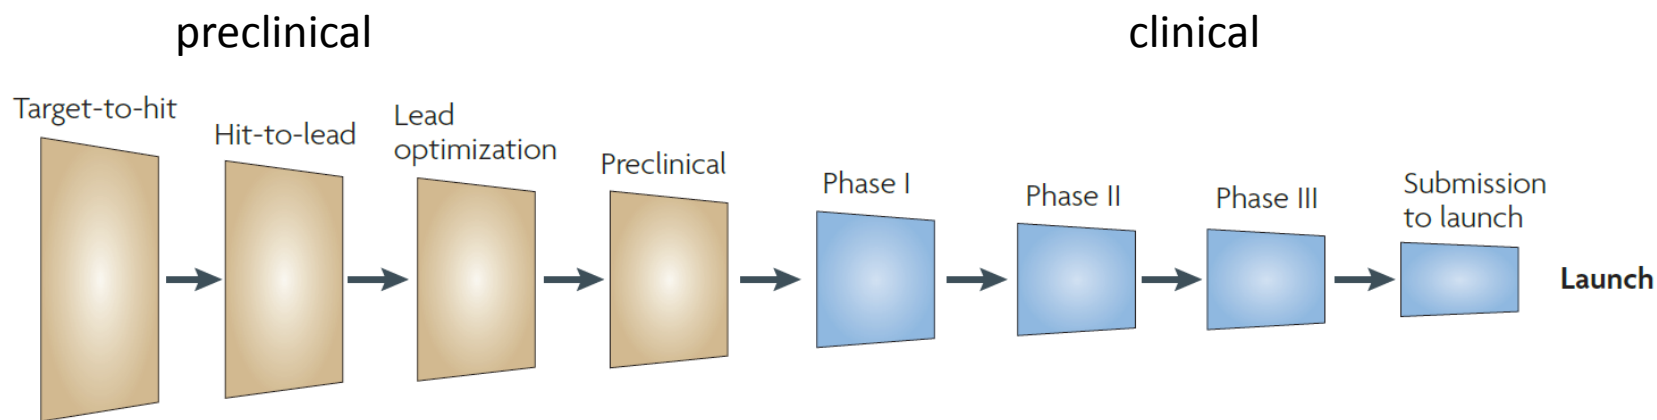 preclinical
clinical
Target-to-hit
Hit-to-lead
Lead
optimization
Preclinical
Phase I
Phase II
Phase III
Submission
to launch
Launch